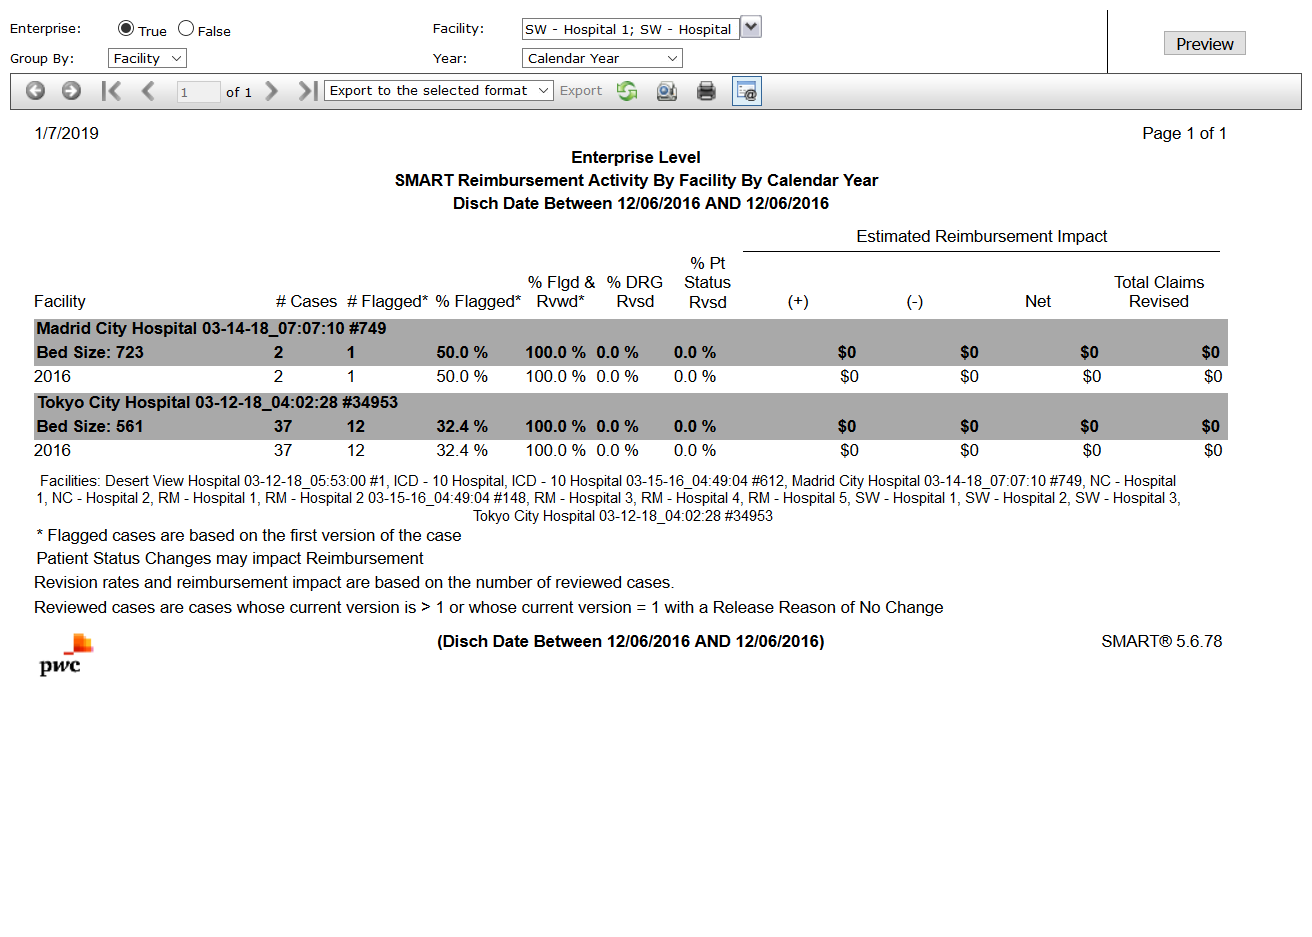 Enterprise: True False Facility: SW - Hospital 1; SW - Hospital
Preview
Group By: Facility Year: Calendar Year
1 of 1 Export to the selected format Export
1/7/2019 Page 1 of 1
Enterprise Level
SMART Reimbursement Activity By Facility By Calendar Year
Disch Date Between 12/06/2016 AND 12/06/2016
Estimated Reimbursement Impact
% Pt
% Flgd & % DRG Status Total Claims
Facility # Cases # Flagged* % Flagged* Rvwd* Rvsd Rvsd (+) (-) Net Revised
Madrid City Hospital 03-14-18_07:07:10 #749
Bed Size: 723 2 1 50.0 % 100.0 % 0.0 % 0.0 % $0 $0 $0 $0
2016 2 1 50.0 % 100.0 % 0.0 % 0.0 % $0 $0 $0 $0
Tokyo City Hospital 03-12-18_04:02:28 #34953
Bed Size: 561 37 12 32.4 % 100.0 % 0.0 % 0.0 % $0 $0 $0 $0
2016 37 12 32.4 % 100.0 % 0.0 % 0.0 % $0 $0 $0 $0
Facilities: Desert View Hospital 03-12-18_05:53:00 #1, ICD - 10 Hospital, ICD - 10 Hospital 03-15-16_04:49:04 #612, Madrid City Hospital 03-14-18_07:07:10 #749, NC - Hospital
1, NC - Hospital 2, RM - Hospital 1, RM - Hospital 2 03-15-16_04:49:04 #148, RM - Hospital 3, RM - Hospital 4, RM - Hospital 5, SW - Hospital 1, SW - Hospital 2, SW - Hospital 3,
Tokyo City Hospital 03-12-18_04:02:28 #34953
* Flagged cases are based on the first version of the case
Patient Status Changes may impact Reimbursement
Revision rates and reimbursement impact are based on the number of reviewed cases.
Reviewed cases are cases whose current version is > 1 or whose current version = 1 with a Release Reason of No Change
(Disch Date Between 12/06/2016 AND 12/06/2016) SMART® 5.6.78
pwc